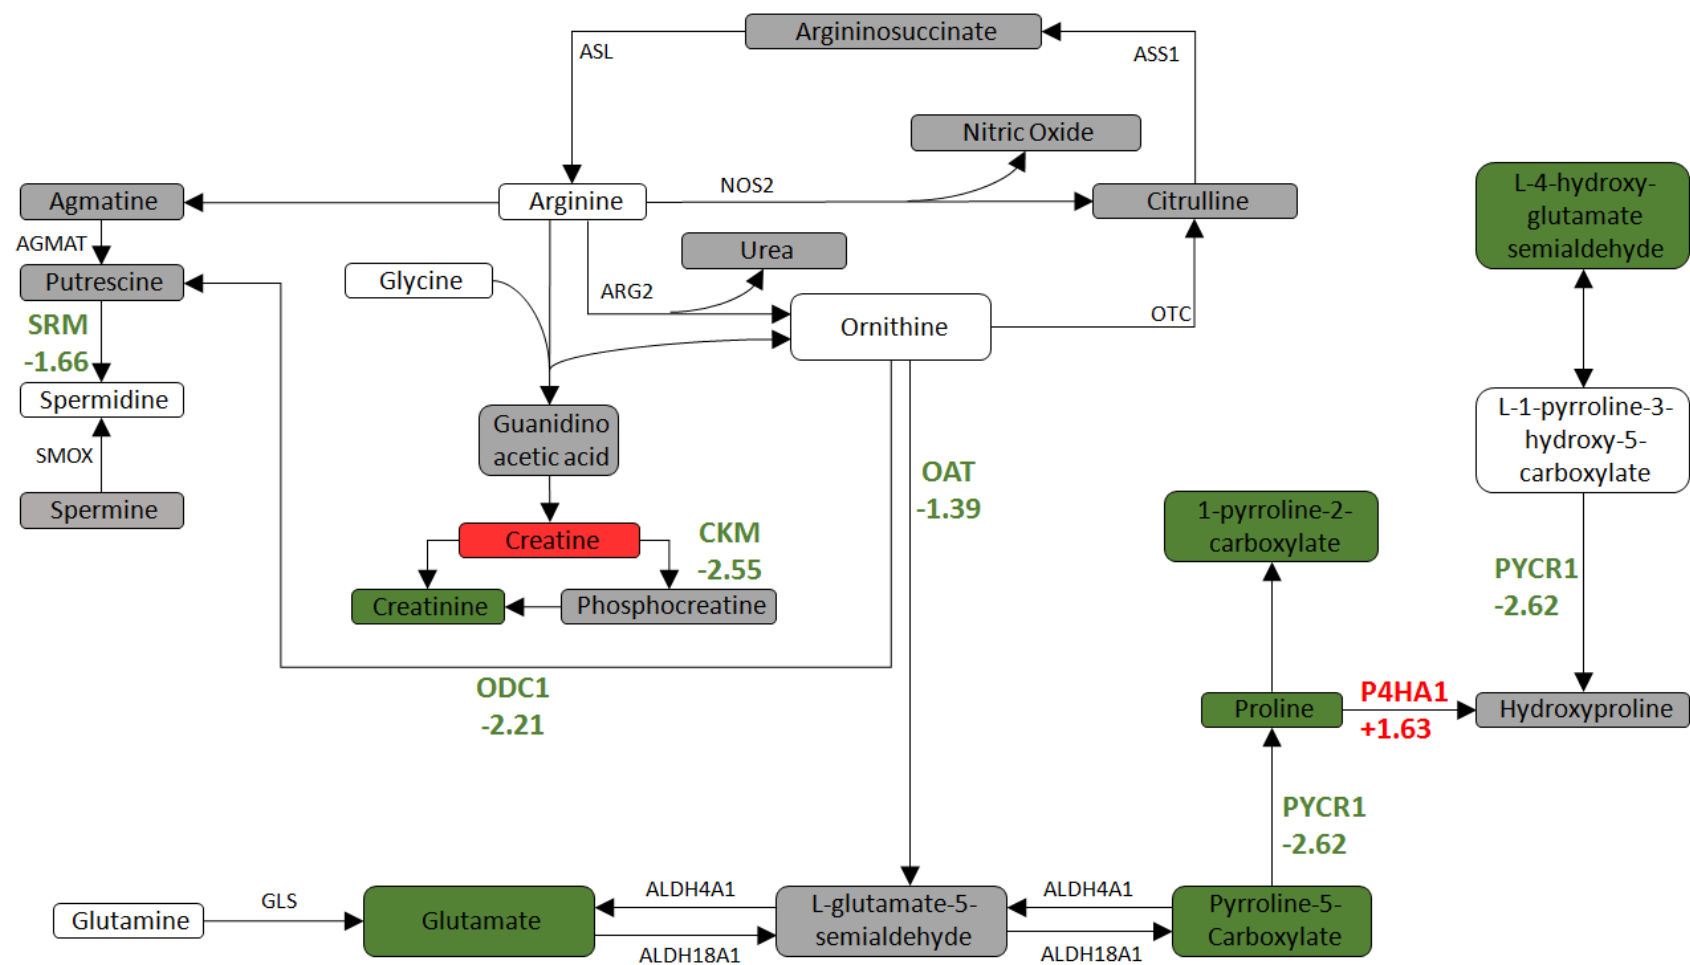 Argininosuccinate
ASL
ASS1
Nitric Oxide
L-4-hydroxy-
glutamate
semialdehyde
Agmatine
Arginine
NOS2
Citrulline
AGMAT
Urea
Putrescine
Glycine
ARG2
SRM
-1.66
Ornithine
OTC
Spermidine
L-1-pyrroline-3-
hydroxy-5-
carboxylate
Guanidino
acetic acid
SMOX
OAT
-1.39
Spermine
1-pyrroline-2-
carboxylate
Creatine
CKM
-2.55
PYCR1
-2.62
Creatinine
Phosphocreatine
ODC1
-2.21
Proline
P4HA1
+1.63
Hydroxyproline
PYCR1
-2.62
Glutamine
GLS
Glutamate
ALDH4A1
ALDH18A1
L-glutamate-5-
semialdehyde
ALDH4A1
ALDH18A1
Pyrroline-5-
Carboxylate